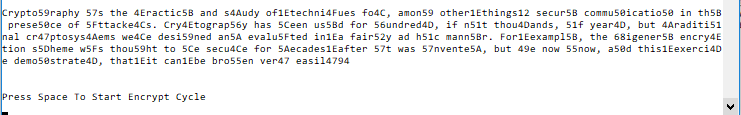 Crypto59raphy 57s the 4Eractic5B and s4Audy of1Etechni4Fues fo4C, amon59 other1Ethings12 secur5B commu50icatio50 in th5B
 prese50ce of 5Fttacke4Cs. Cry4Etograp56y has 5Ceen us5Bd for 56undred4D, if n51t thou4Dands, 51f year4D, but 4Araditi51
nal cr47ptosys4Aems we4Ce desi59ned an5A evalu5Fted in1Ea fair52y ad h51c mann5Br. For1Eexampl5B, the 68igener5B encry4E
tion s5Dheme w5Fs thou59ht to 5Ce secu4Ce for 5Aecades1Eafter 57t was 57nvente5A, but 49e now 55now, a50d this1Eexerci4D
e demo50strate4D, that1Eit can1Ebe bro55en ver47 easil4794
Press Space To Start Encrypt Cycle